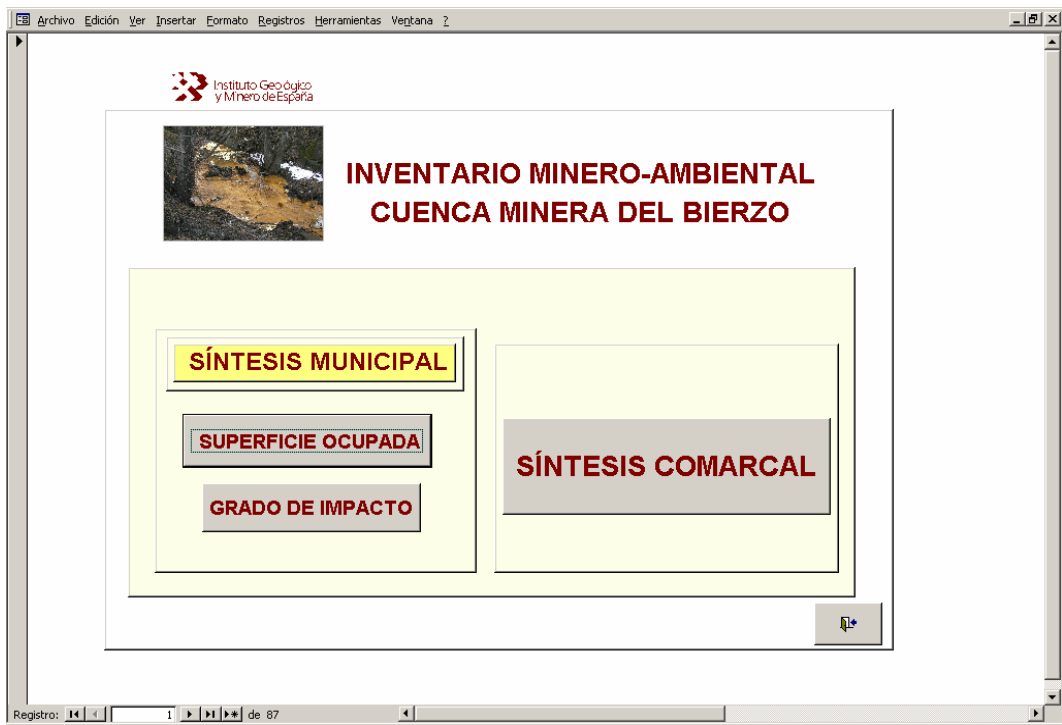 Archivo Edición Ver Insertar Formato Registros Herramientas Ventana ?
Instituto Geológico
y Minero de España
INVENTARIO MINERO-AMBIENTAL
CUENCA MINERA DEL BIERZO
SÍNTESIS MUNICIPAL
SUPERFICIE OCUPADA
GRADO DE IMPACTO
SÍNTESIS COMARCAL
Registro: 1 de 87